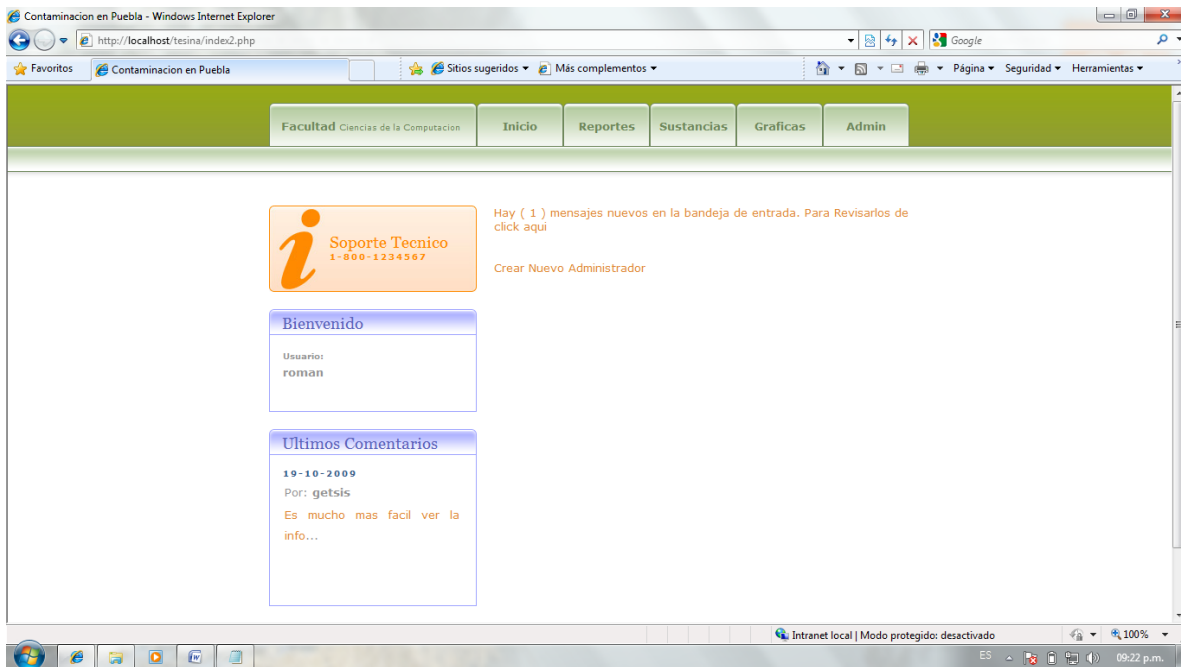 Contaminacion en Puebla - Windows Internet Explorer
http://localhost/tesina/index2.php
Google
Favoritos
Contaminacion en Puebla
Sitios sugeridos
Más complementos
Página
Seguridad
Herramientas
Facultad Ciencias de la Computacion
Inicio
Reportes
Sustancias
Graficas
Admin
Soporte Tecnico
1-800-1234567
Hay ( 1 ) mensajes nuevos en la bandeja de entrada. Para Revisarlos de
click aqui
Crear Nuevo Administrador
Bienvenido
Usuario:
roman
Ultimos Comentarios
19-10-2009
Por: getsis
Es mucho mas facil ver la
info...
Intranet local | Modo protegido: desactivado
100%
ES
09:22 p.m.